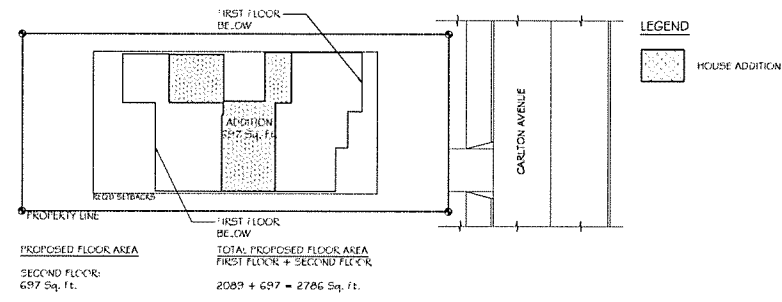 FIRST FLOOR
BELOW
LEGEND
HOUSE ADDITION
ADDITION
697 Sq. Ft.
CARLTON AVENUE
REQ'D SETBACKS
PROPERTY LINE
FIRST FLOOR
BELOW
PROPOSED FLOOR AREA
SECOND FLOOR:
697 Sq. Ft.
TOTAL PROPOSED FLOOR AREA
FIRST FLOOR + SECOND FLOOR
2089 + 697 = 2786 Sq. Ft.